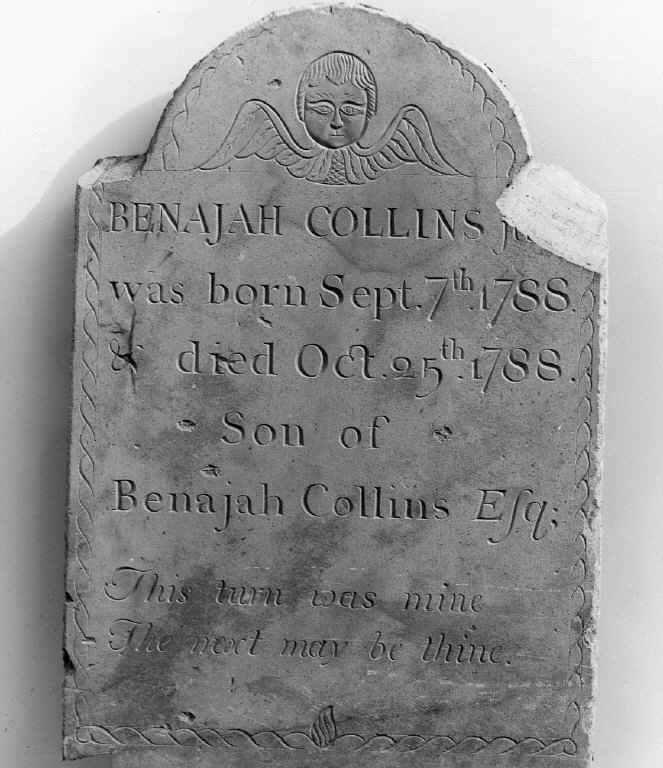 BENAJAH COLLINS
was born Sept. 7th. 1788.
& died Oct. 25th. 1788.
Son of
Benajah Collins Eſq;
This turn was mine
The next may be thine.